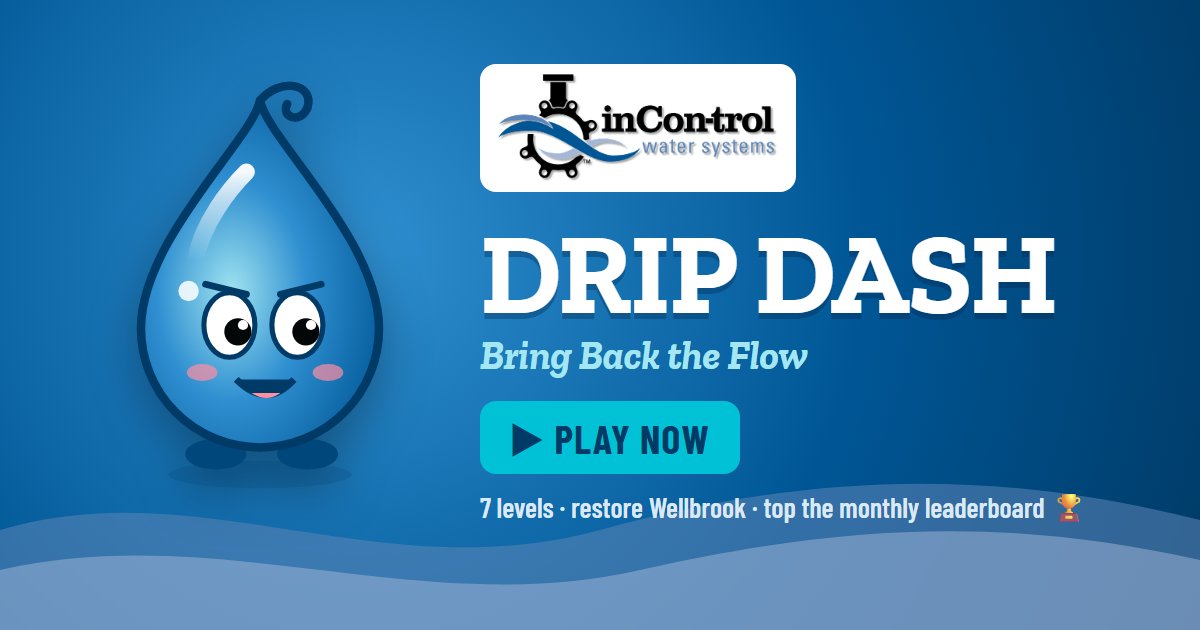 inCon-trol
water systems
TM
DRIP DASH
Bring Back the Flow
PLAY NOW
7 levels · restore Wellbrook · top the monthly leaderboard